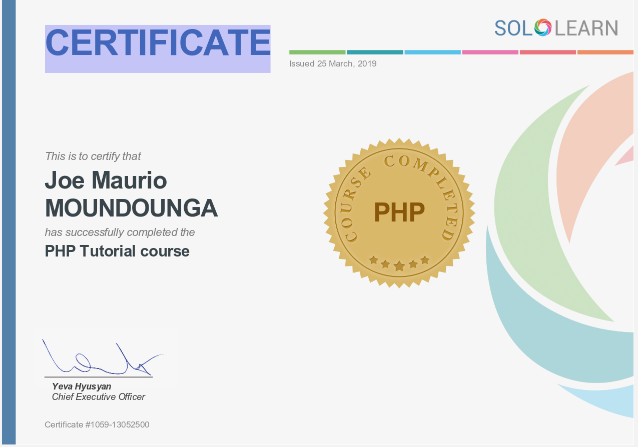 CERTIFICATE
SOLOLEARN
Issued 25 March, 2019
This is to certify that
Joe Maurio
MOUNDOUNGA
has successfully completed the
PHP Tutorial course
COURSE COMPLETED
PHP
Yeva Hyusyan
Chief Executive Officer
Certificate #1059-13052500